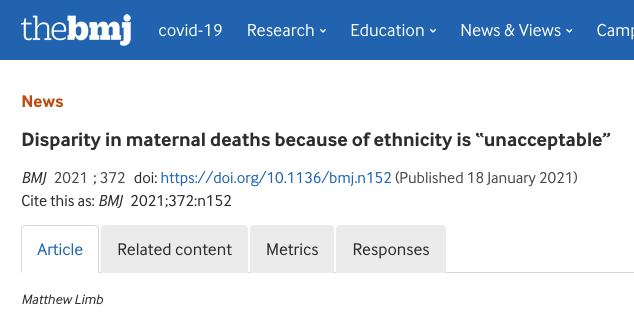 thebmj covid-19 Research Education News & Views
News
Disparity in maternal deaths because of ethnicity is “unacceptable”
BMJ 2021 ; 372 doi: https://doi.org/10.1136/bmj.n152 (Published 18 January 2021)
Cite this as: BMJ 2021;372:n152
Article Related content Metrics Responses
Matthew Limb